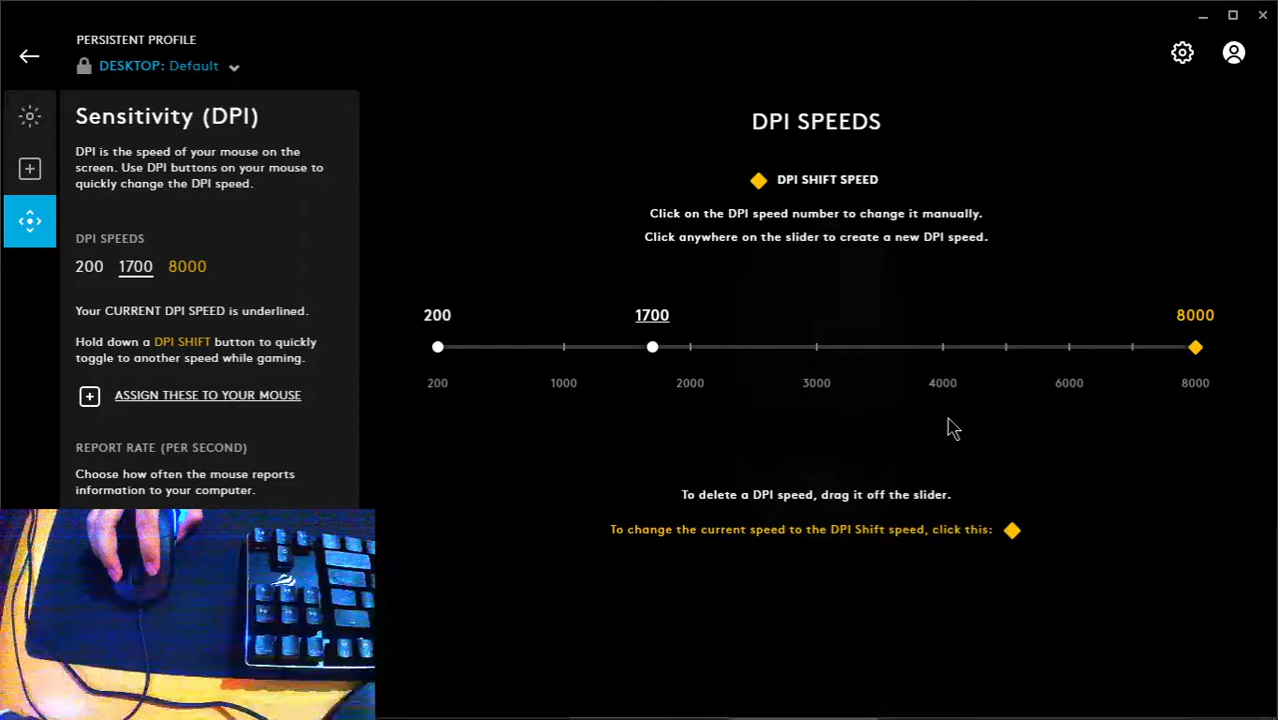 PERSISTENT PROFILE
DESKTOP: Default
Sensitivity (DPI)
DPI is the speed of your mouse on the
screen. Use DPI buttons on your mouse to
quickly change the DPI speed.
DPI SPEEDS
200 1700 8000
Your CURRENT DPI SPEED is underlined.
Hold down a DPI SHIFT button to quickly
toggle to another speed while gaming.
ASSIGN THESE TO YOUR MOUSE
REPORT RATE (PER SECOND)
Choose how often the mouse reports
information to your computer.
DPI SPEEDS
DPI SHIFT SPEED
Click on the DPI speed number to change it manually.
Click anywhere on the slider to create a new DPI speed.
200 1700 8000
200 1000 2000 3000 4000 6000 8000
To delete a DPI speed, drag it off the slider.
To change the current speed to the DPI Shift speed, click this: